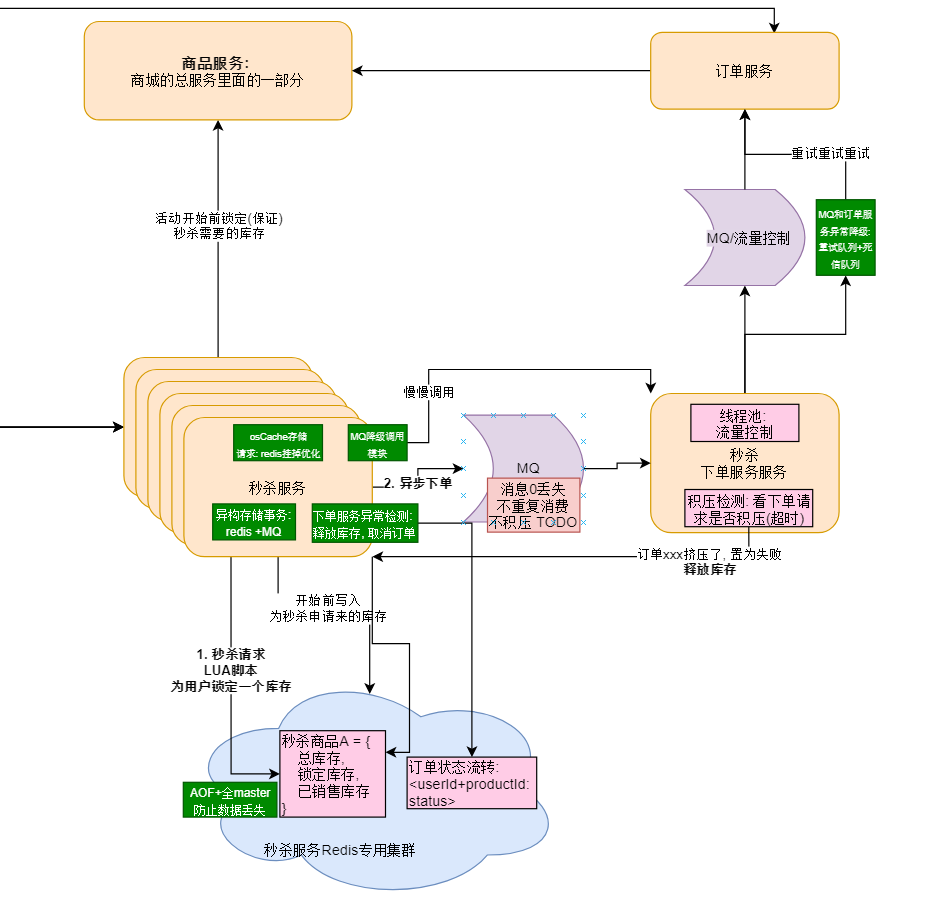 商品服务：
商城的总服务里面的一部分
订单服务
重试重试重试
MQ/流量控制
MQ和订单服
务异常降级:
重试队列+死
信队列
活动开始前锁定(保证)
秒杀需要的库存
慢慢调用
osCache存储
请求: redis挂掉优化
MQ降级调用
模块
秒杀服务
2. 异步下单
异构存储事务:
redis +MQ
下单服务异常检测:
释放库存, 取消订单
MQ
消息0丢失
不重复消费
不积压 TODO
线程池:
流量控制
秒杀
下单服务服务
积压检测: 看下单请
求是否积压(超时)
订单xxx挤压了, 置为失败
释放库存
开始前写入
为秒杀申请来的库存
1. 秒杀请求
LUA脚本
为用户锁定一个库存
秒杀商品A = {
总库存,
锁定库存,
已销售库存
}
订单状态流转:
<userId+productId:
status>
AOF+全master
防止数据丢失
秒杀服务Redis专用集群